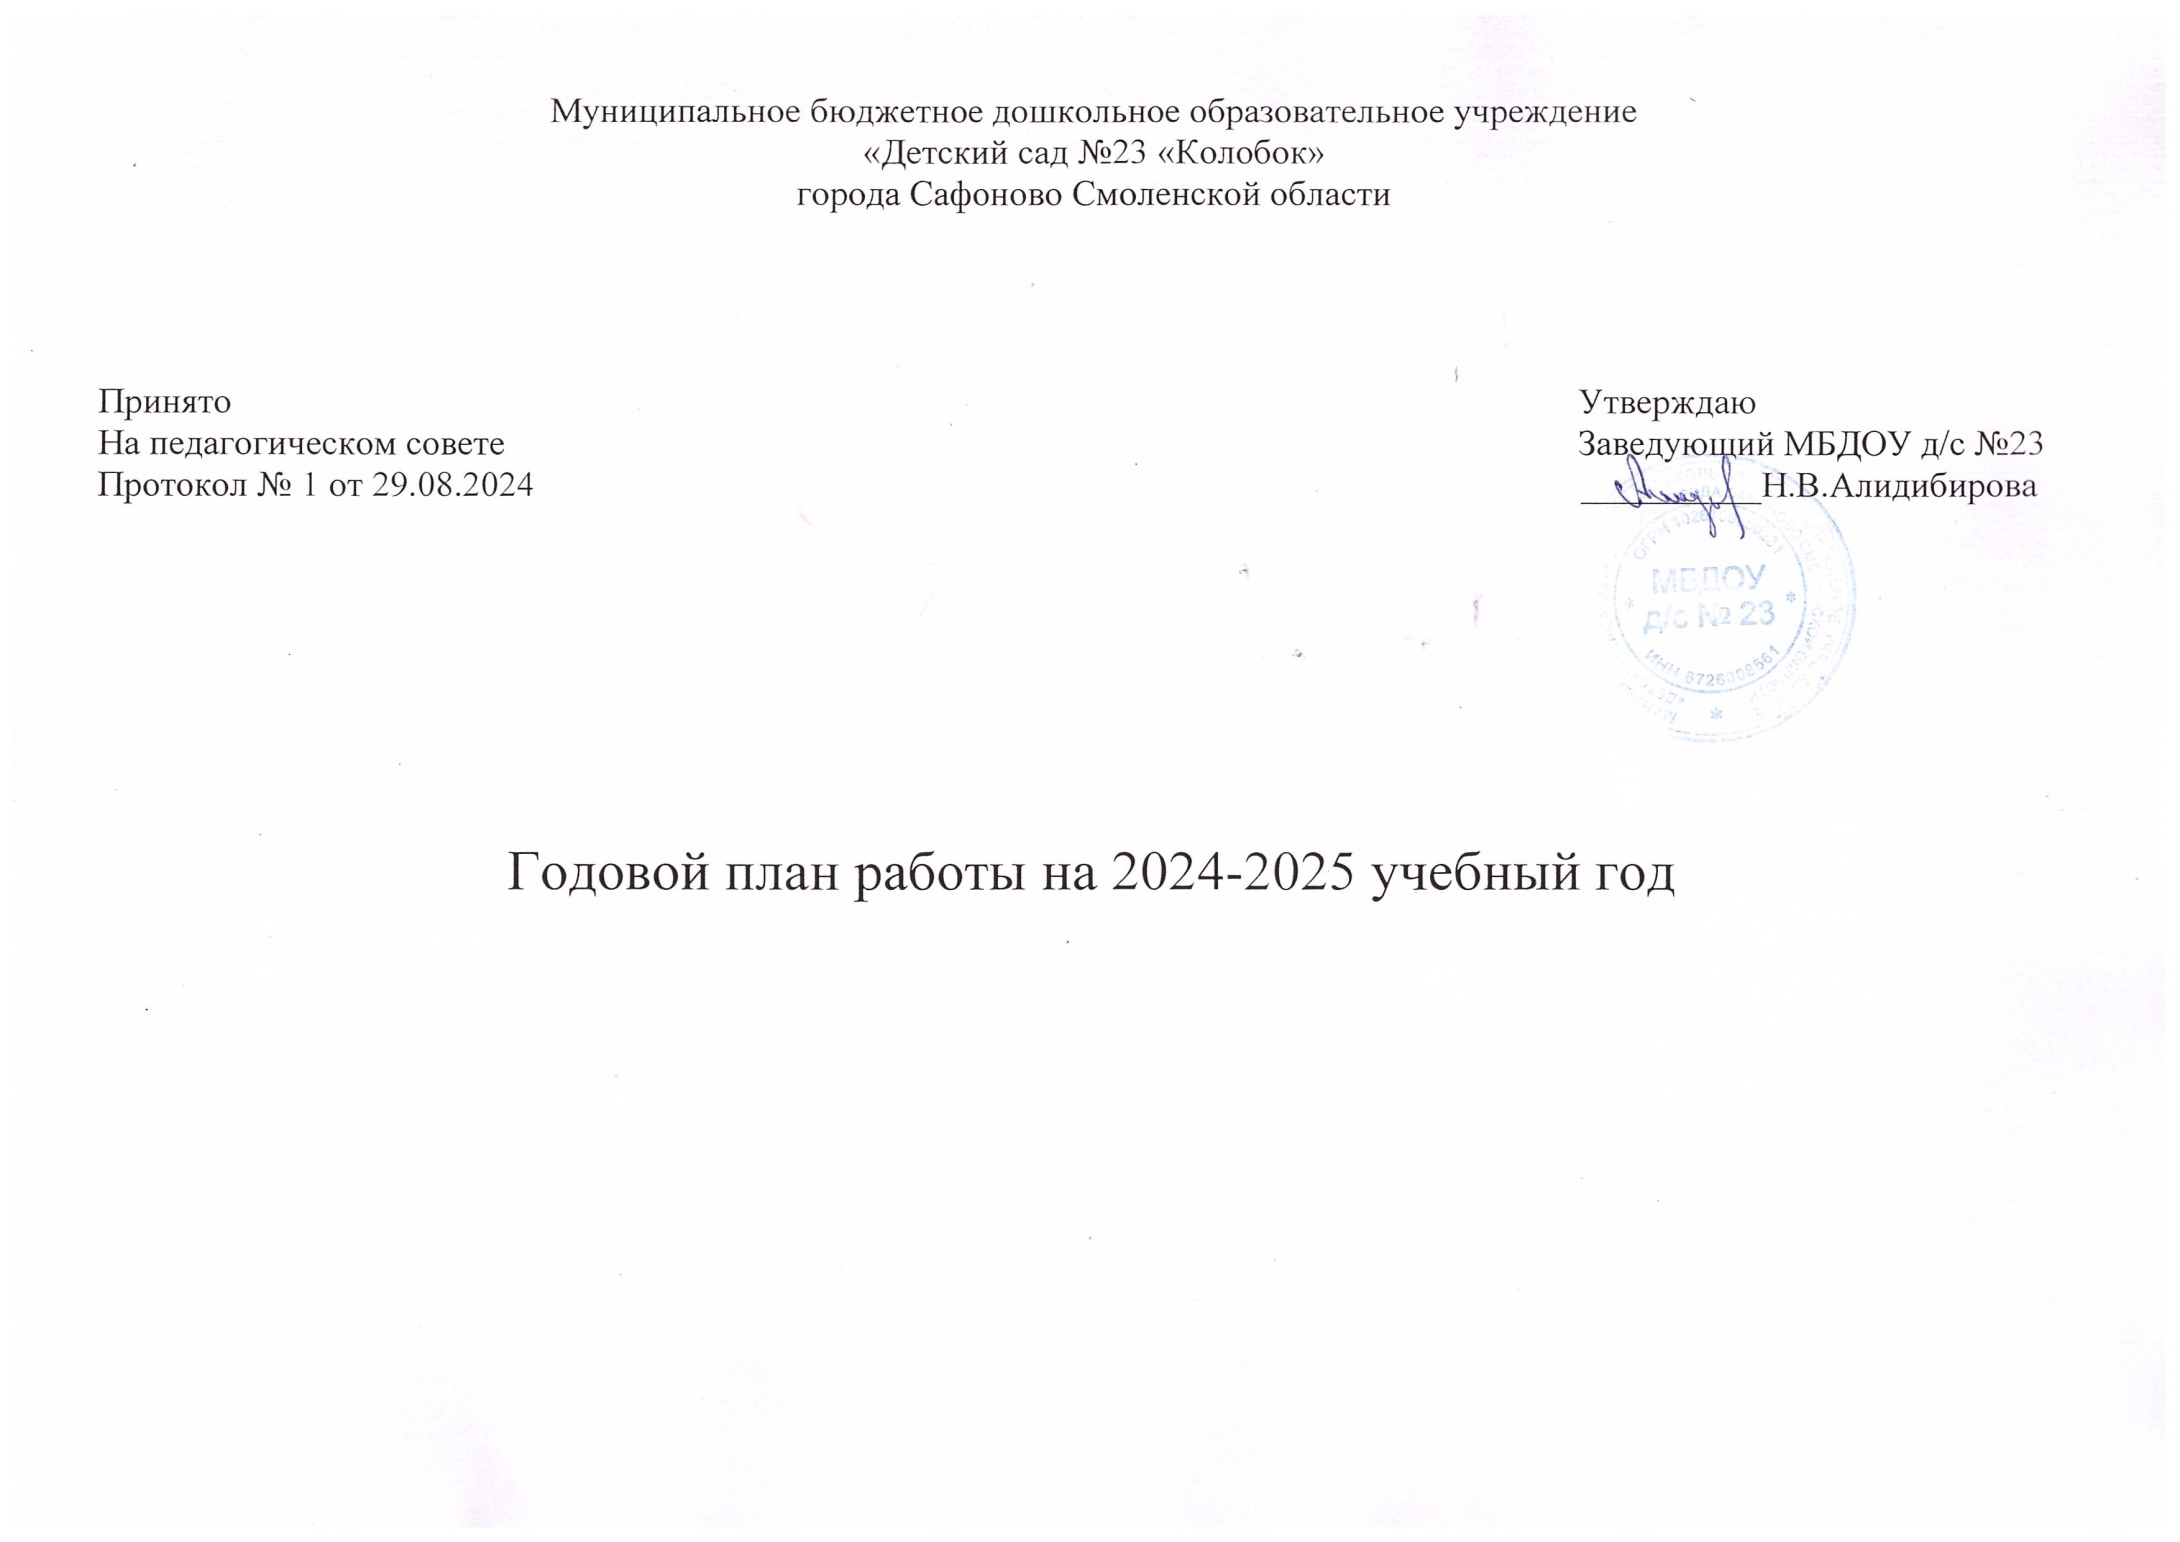 Муниципальное бюджетное дошкольное образовательное учреждение
«Детский сад №23 «Колобок»
города Сафоново Смоленской области
Принято
На педагогическом совете
Протокол № 1 от 29.08.2024
Утверждаю
Заведующий МБДОУ д/с №23
Н.В.Алидибирова
МБДОУ
д/с № 23
ИНН 6726008561
Годовой план работы на 2024-2025 учебный год